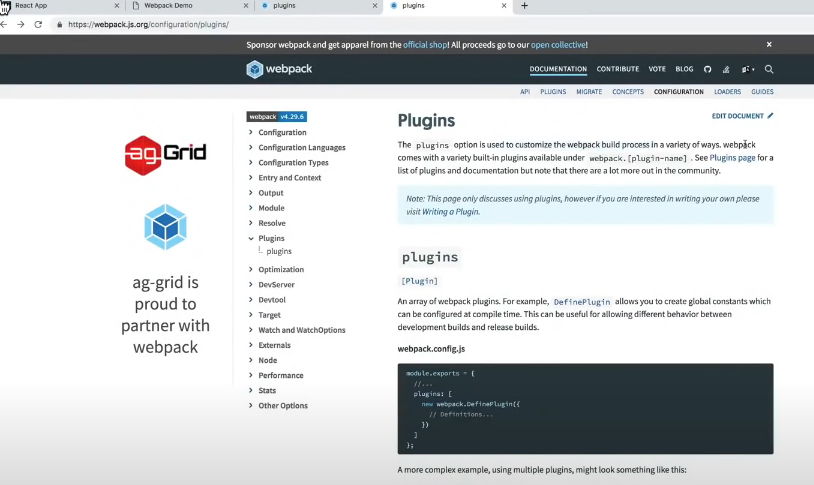 React App
Webpack Demo
plugins
plugins
https://webpack.js.org/configuration/plugins/
Sponsor webpack and get apparel from the official shop! All proceeds go to our open collective!
webpack
DOCUMENTATION CONTRIBUTE VOTE BLOG
API PLUGINS MIGRATE CONCEPTS CONFIGURATION LOADERS GUIDES
ag-Grid
ag-grid is
proud to
partner with
webpack
webpack v4.29.6
Configuration
Configuration Languages
Configuration Types
Entry and Context
Output
Module
Resolve
Plugins
plugins
Optimization
DevServer
Devtool
Target
Watch and WatchOptions
Externals
Node
Performance
Stats
Other Options
EDIT DOCUMENT
Plugins
The plugins option is used to customize the webpack build process in a variety of ways. webpack
comes with a variety built-in plugins available under webpack.[plugin-name] . See Plugins page for a
list of plugins and documentation but note that there are a lot more out in the community.
Note: This page only discusses using plugins, however if you are interested in writing your own please
visit Writing a Plugin.
plugins
[Plugin]
An array of webpack plugins. For example, DefinePlugin allows you to create global constants which
can be configured at compile time. This can be useful for allowing different behavior between
development builds and release builds.
webpack.config.js
module.exports = {
//...
plugins: [
new webpack.DefinePlugin({
// Definitions...
})
]
};
A more complex example, using multiple plugins, might look something like this: